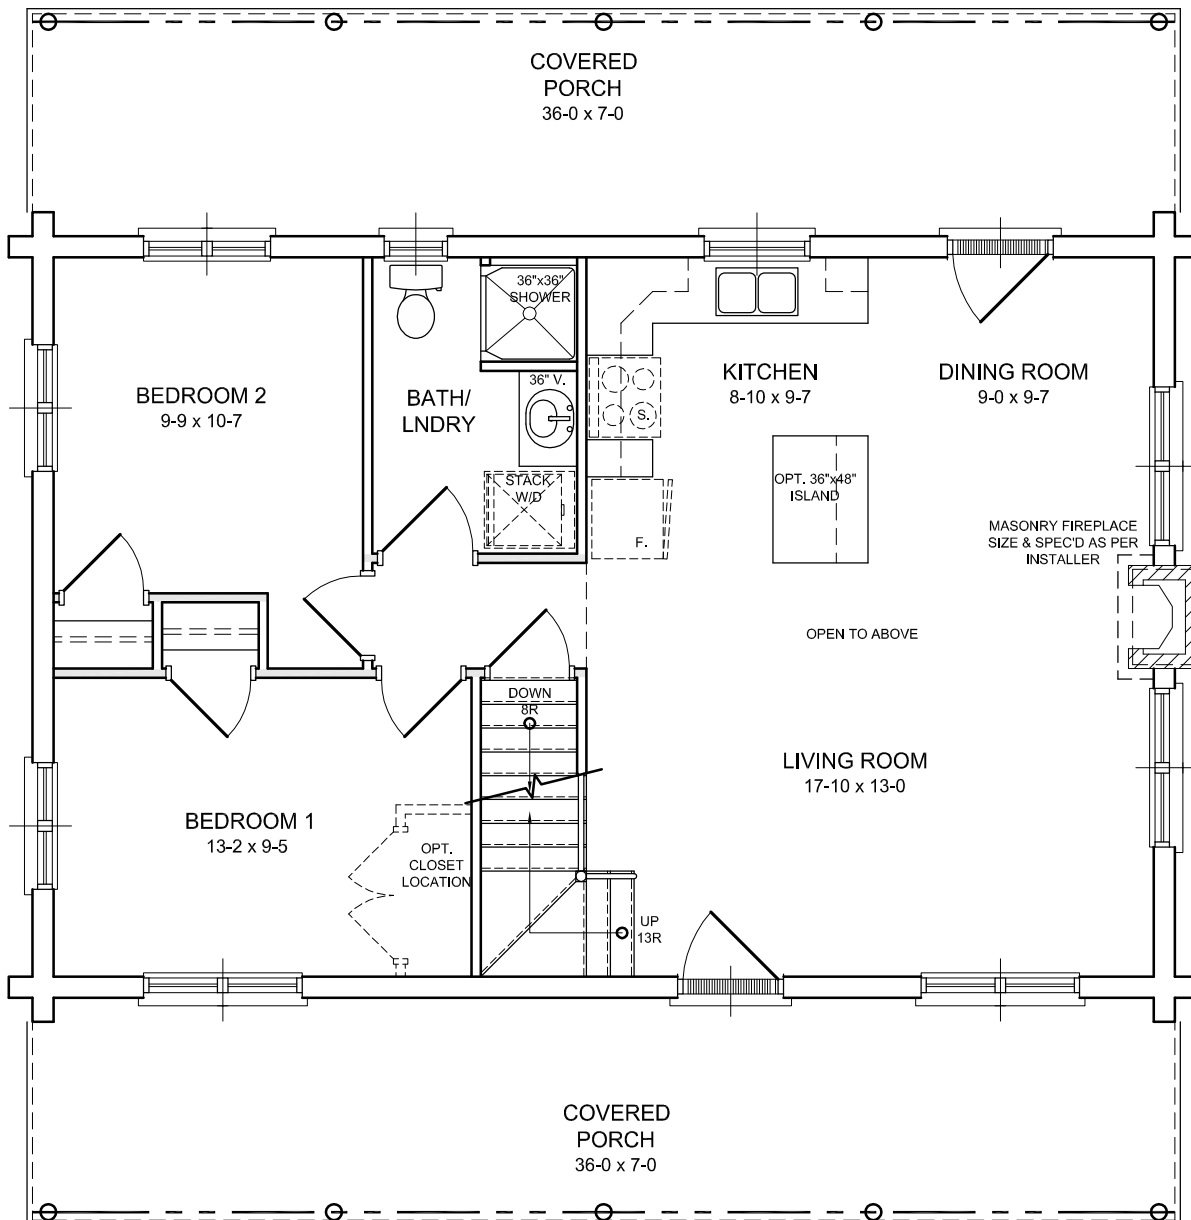 COVERED
PORCH
36-0 x 7-0
36"x36"
SHOWER
BEDROOM 2
9-9 x 10-7
BATH/
LNDRY
36" V.
S.
KITCHEN
8-10 x 9-7
DINING ROOM
9-0 x 9-7
STACK
W/D
F.
OPT. 36"x48"
ISLAND
MASONRY FIREPLACE
SIZE & SPEC'D AS PER
INSTALLER
OPEN TO ABOVE
DOWN
8R
LIVING ROOM
17-10 x 13-0
BEDROOM 1
13-2 x 9-5
OPT.
CLOSET
LOCATION
UP
13R
COVERED
PORCH
36-0 x 7-0